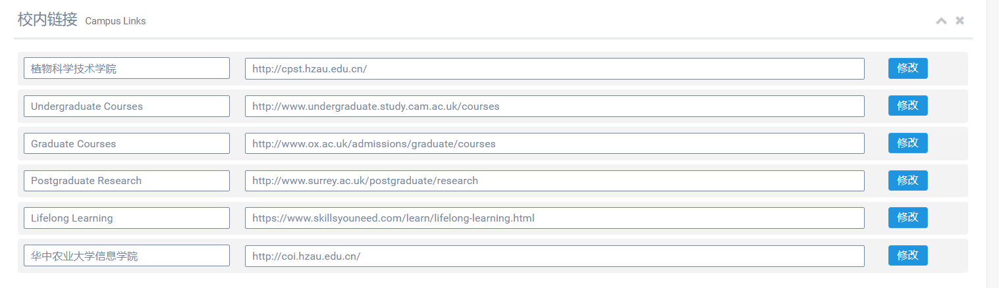 校内链接 Campus Links
植物科学技术学院 http://cpst.hzau.edu.cn/ 修改
Undergraduate Courses http://www.undergraduate.study.cam.ac.uk/courses 修改
Graduate Courses http://www.ox.ac.uk/admissions/graduate/courses 修改
Postgraduate Research http://www.surrey.ac.uk/postgraduate/research 修改
Lifelong Learning https://www.skillsyouneed.com/learn/lifelong-learning.html 修改
华中农业大学信息学院 http://coi.hzau.edu.cn/ 修改